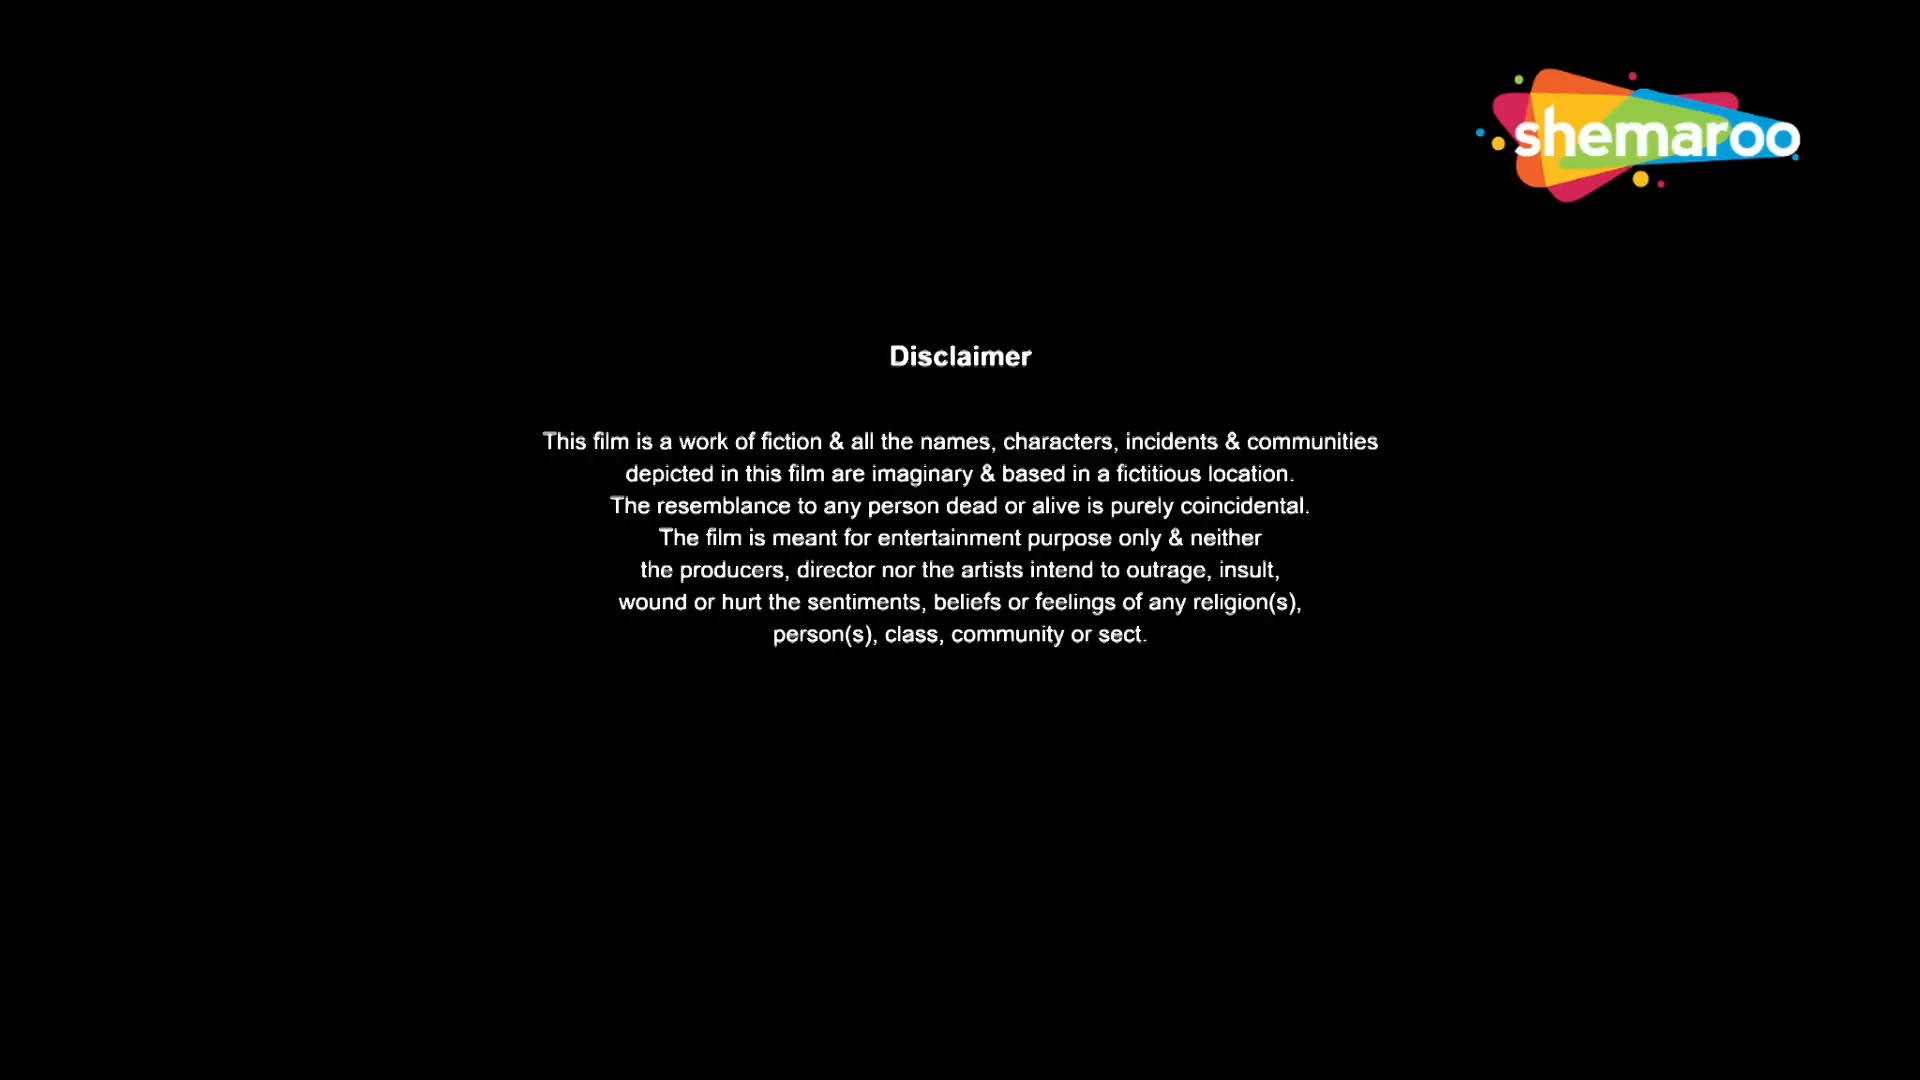 shemaroo
Disclaimer
This film is a work of fiction & all the names, characters, incidents & communities
depicted in this film are imaginary & based in a fictitious location.
The resemblance to any person dead or alive is purely coincidental.
The film is meant for entertainment purpose only & neither
the producers, director nor the artists intend to outrage, insult,
wound or hurt the sentiments, beliefs or feelings of any religion(s),
person(s), class, community or sect.